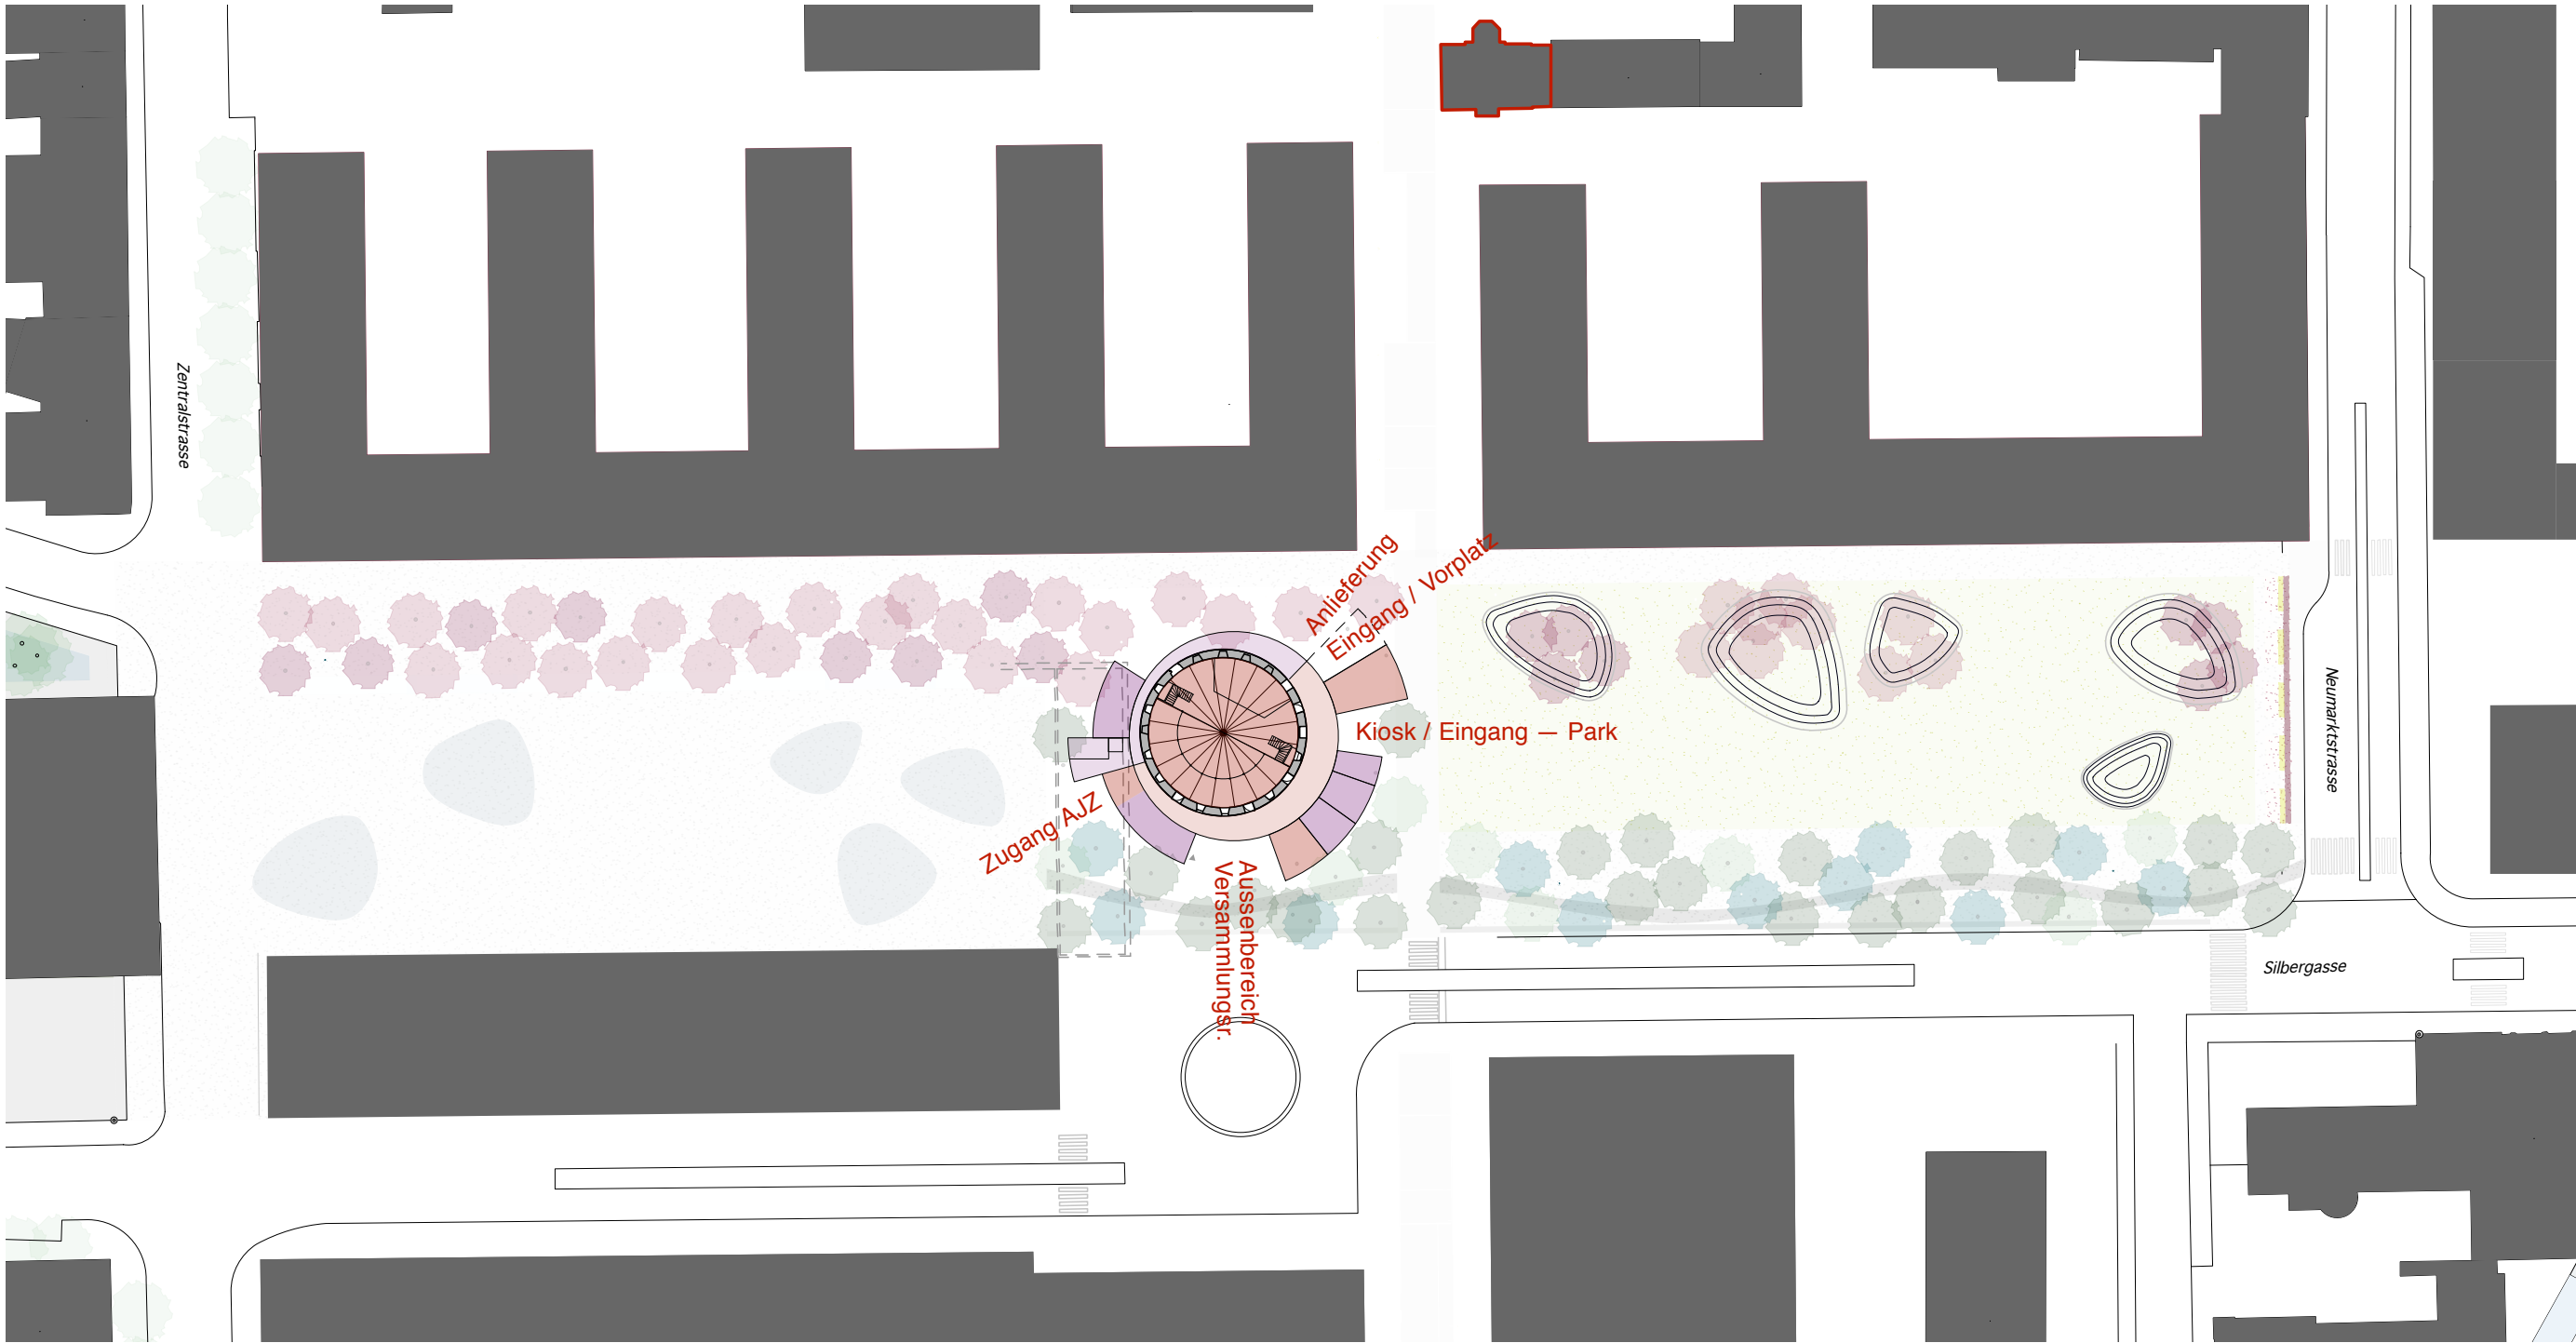 Zentralstrasse
Anlieferung
Eingang / Vorplatz
Kiosk / Eingang — Park
Zugang AJZ
Aussenbereich
Versammlungsr.
Neumarktstrasse
Silbergasse